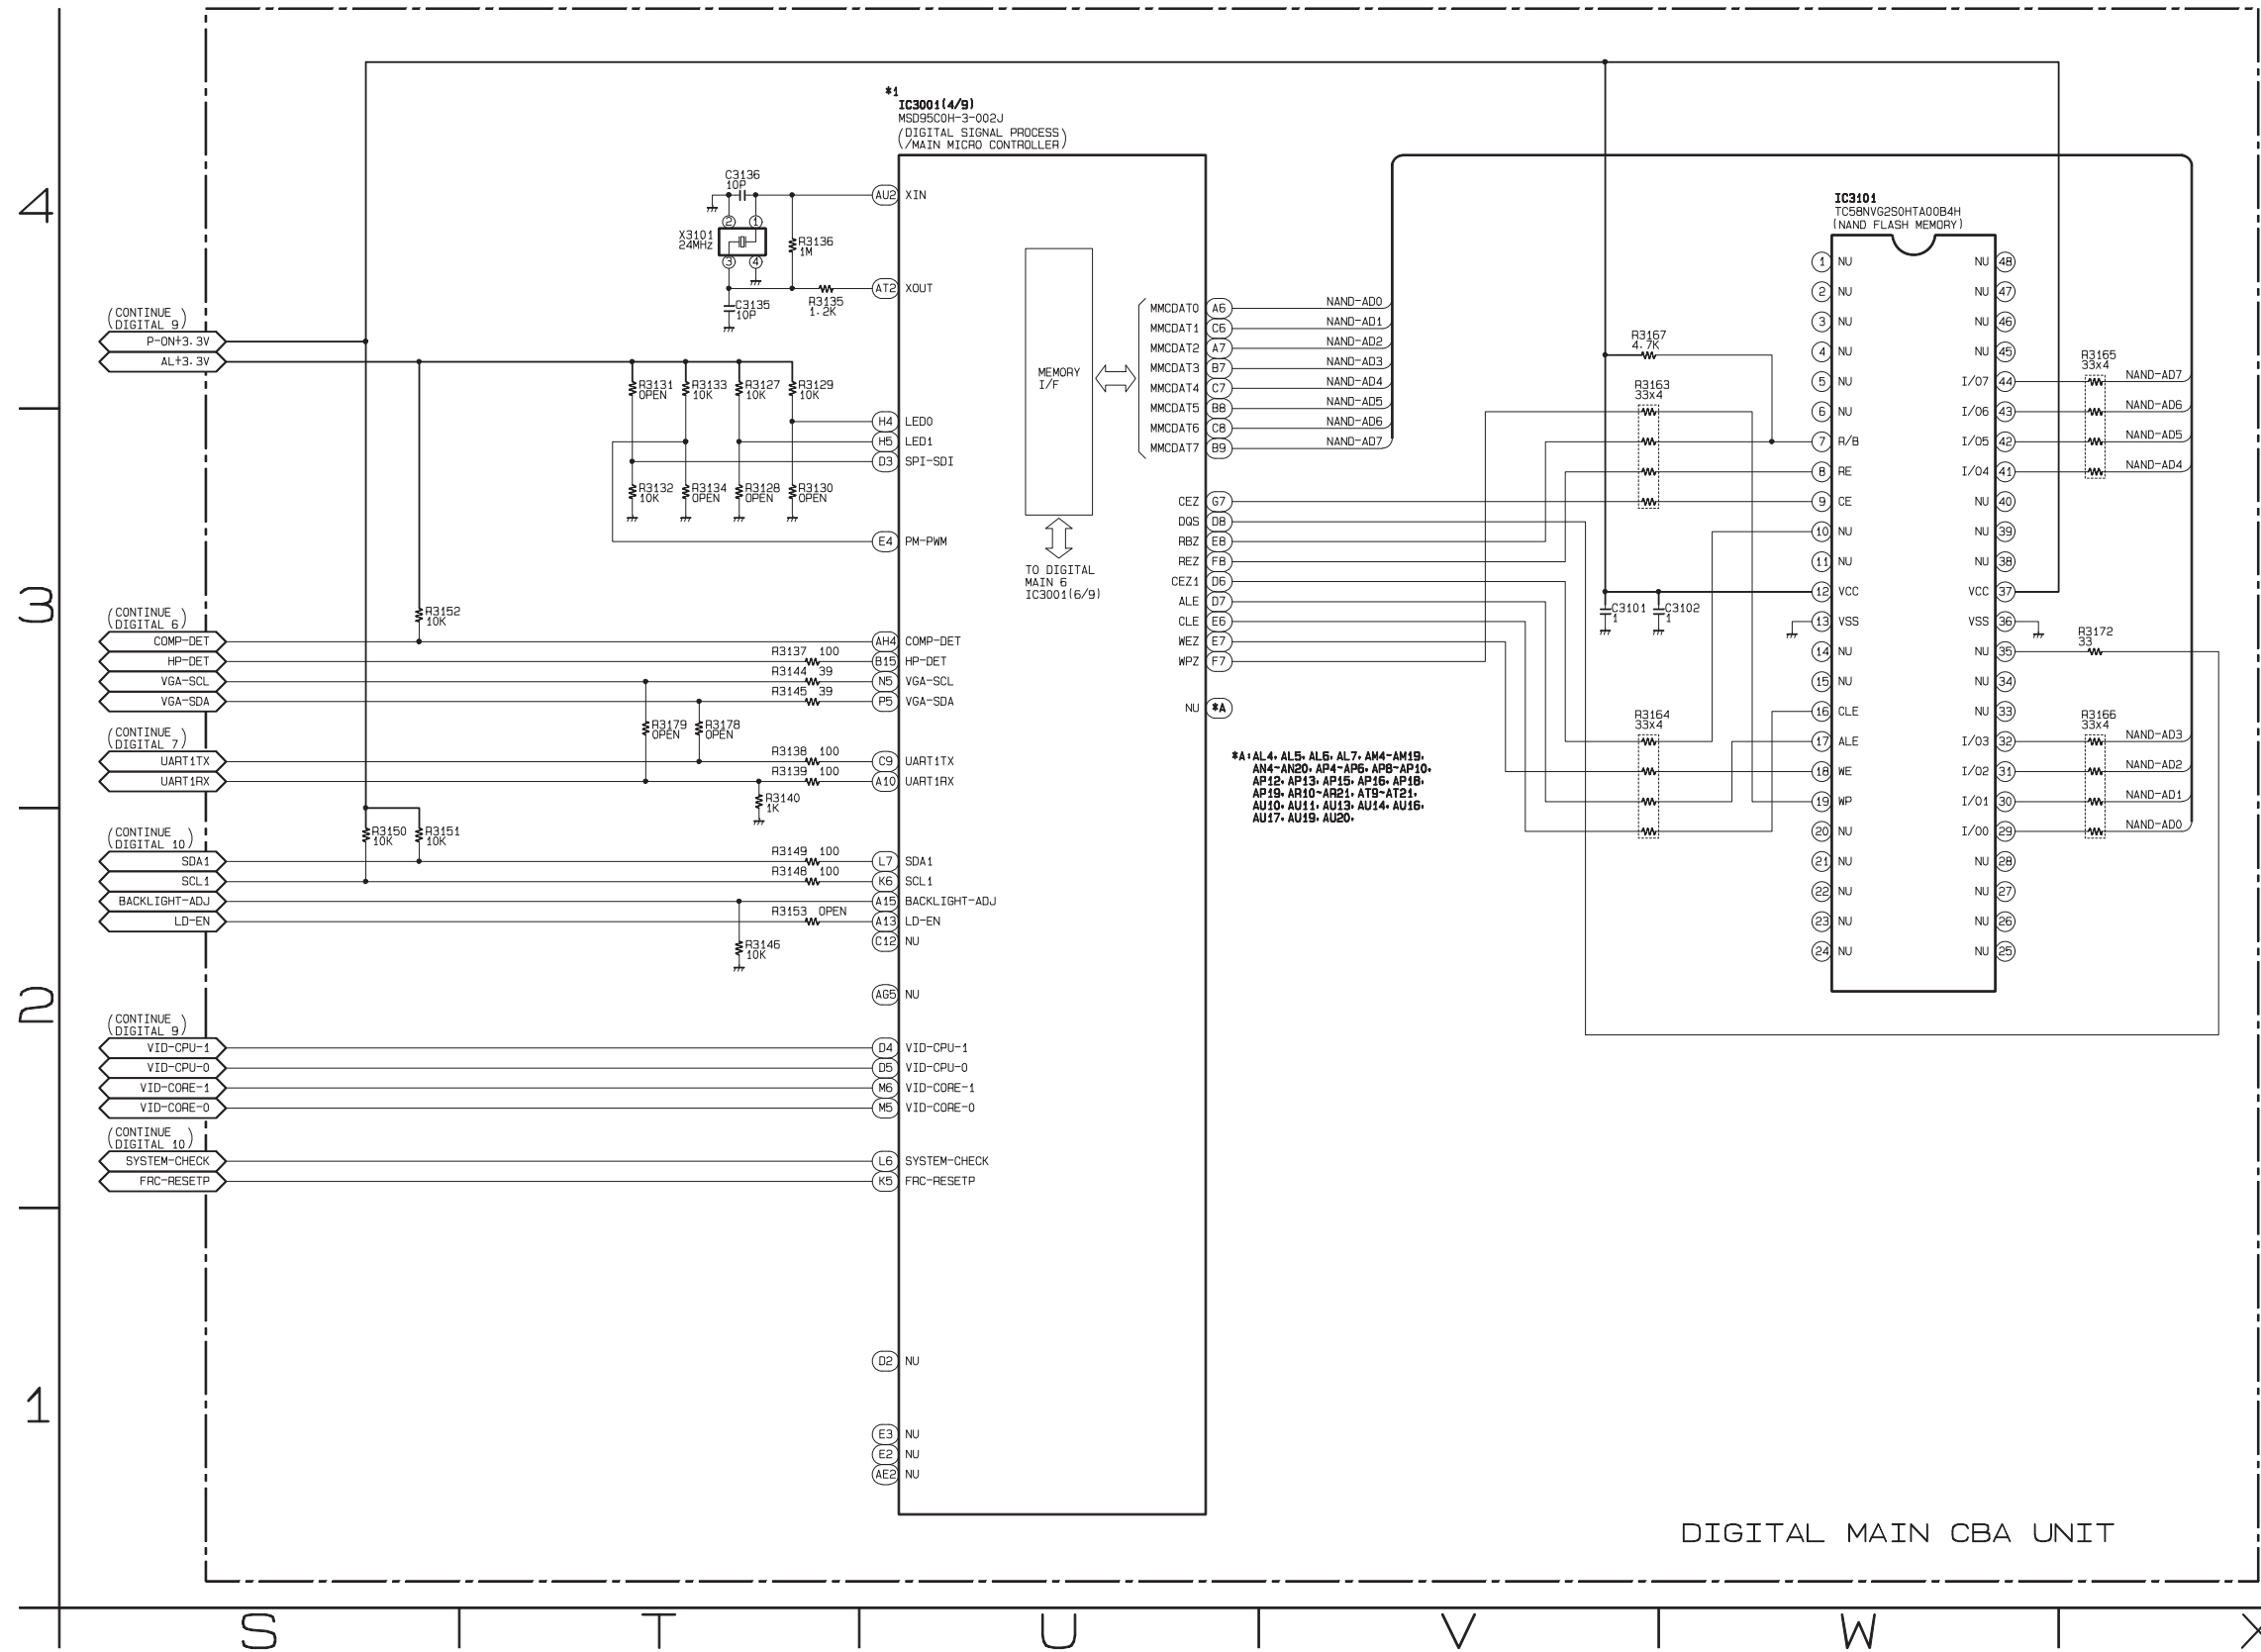 4
3
2
1
S
T
U
V
W
X
*1
IC3001(4/9)
MSD95C0H-3-002J
(DIGITAL SIGNAL PROCESS
/MAIN MICRO CONTROLLER)
C3136
10P
2
1
X3101
24MHz
3
4
R3136
1M
C3135
10P
R3135
1.2K
AU2 XIN
AT2 XOUT
(CONTINUE
DIGITAL 9)
P-ON+3.3V
AL+3.3V
R3131
OPEN
R3133
10K
R3127
10K
R3129
10K
H4 LED0
H5 LED1
D3 SPI-SDI
R3132
10K
R3134
OPEN
R3128
OPEN
R3130
OPEN
E4 PM-PWM
R3152
10K
(CONTINUE
DIGITAL 6)
COMP-DET
HP-DET
VGA-SCL
VGA-SDA
R3137 100
R3144 39
R3145 39
AH4 COMP-DET
B15 HP-DET
N5 VGA-SCL
P5 VGA-SDA
R3179
OPEN
R3178
OPEN
(CONTINUE
DIGITAL 7)
UART1TX
UART1RX
R3138 100
R3139 100
C9 UART1TX
A10 UART1RX
R3140
1K
R3150
10K
R3151
10K
(CONTINUE
DIGITAL 10)
SDA1
SCL1
BACKLIGHT-ADJ
LD-EN
R3149 100
R3148 100
R3153 OPEN
R3146
10K
L7 SDA1
K6 SCL1
A15 BACKLIGHT-ADJ
A13 LD-EN
C12 NU
AG5 NU
(CONTINUE
DIGITAL 9)
VID-CPU-1
VID-CPU-0
VID-CORE-1
VID-CORE-0
D4 VID-CPU-1
D5 VID-CPU-0
M6 VID-CORE-1
M5 VID-CORE-0
(CONTINUE
DIGITAL 10)
SYSTEM-CHECK
FRC-RESETP
L6 SYSTEM-CHECK
K5 FRC-RESETP
D2 NU
E3 NU
E2 NU
AE2 NU
MEMORY
I/F
TO DIGITAL
MAIN 6
IC3001(6/9)
MMCDAT0 A6 NAND-AD0
MMCDAT1 C6 NAND-AD1
MMCDAT2 A7 NAND-AD2
MMCDAT3 B7 NAND-AD3
MMCDAT4 C7 NAND-AD4
MMCDAT5 B8 NAND-AD5
MMCDAT6 C8 NAND-AD6
MMCDAT7 B9 NAND-AD7
CEZ G7
DQS D8
RBZ E8
REZ F8
CEZ1 D6
ALE D7
CLE E6
WEZ E7
WPZ F7
NU *A
*A:AL4, AL5, AL6, AL7, AM4~AM19,
AN4~AN20, AP4~AP6, AP8~AP10,
AP12, AP13, AP15, AP16, AP18,
AP19, AR10~AR21, AT9~AT21,
AU10, AU11, AU13, AU14, AU16,
AU17, AU19, AU20,
R3167
4.7K
R3163
33x4
C3101
1
C3102
1
R3164
33x4
IC3101
TC58NVG2S0HTA00B4H
(NAND FLASH MEMORY)
1 NU
2 NU
3 NU
4 NU
5 NU
6 NU
7 R/B
8 RE
9 CE
10 NU
11 NU
12 VCC
13 VSS
14 NU
15 NU
16 CLE
17 ALE
18 WE
19 WP
20 NU
21 NU
22 NU
23 NU
24 NU
NU 48
NU 47
NU 46
NU 45
I/O7 44
I/O6 43
I/O5 42
I/O4 41
NU 40
NU 39
NU 38
VCC 37
VSS 36
NU 35
NU 34
NU 33
I/O3 32
I/O2 31
I/O1 30
I/O0 29
NU 28
NU 27
NU 26
NU 25
R3165
33x4
NAND-AD7
NAND-AD6
NAND-AD5
NAND-AD4
R3172
33
R3166
33x4
NAND-AD3
NAND-AD2
NAND-AD1
NAND-AD0
DIGITAL MAIN CBA UNIT